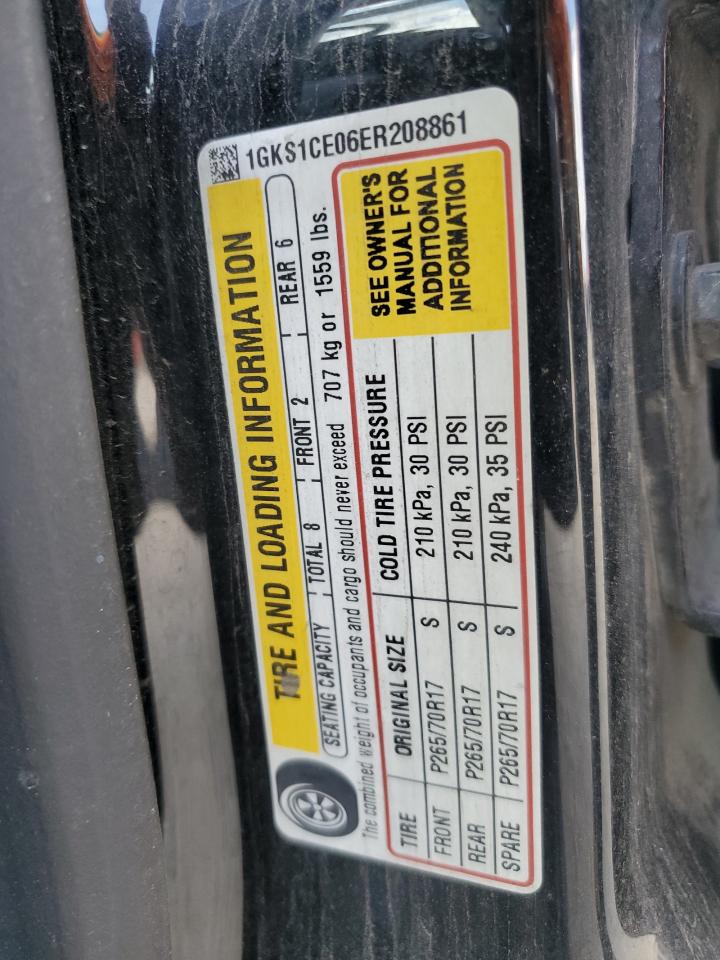 1GKS1CE06ER208861
TIRE AND LOADING INFORMATION
SEATING CAPACITY TOTAL 8 FRONT 2 REAR 6
The combined weight of occupants and cargo should never exceed 707 kg or 1559 lbs.
TIRE ORIGINAL SIZE COLD TIRE PRESSURE
FRONT P265/70R17 S 210 kPa, 30 PSI
REAR P265/70R17 S 210 kPa, 30 PSI
SPARE P265/70R17 S 240 kPa, 35 PSI
SEE OWNER'S
MANUAL FOR
ADDITIONAL
INFORMATION